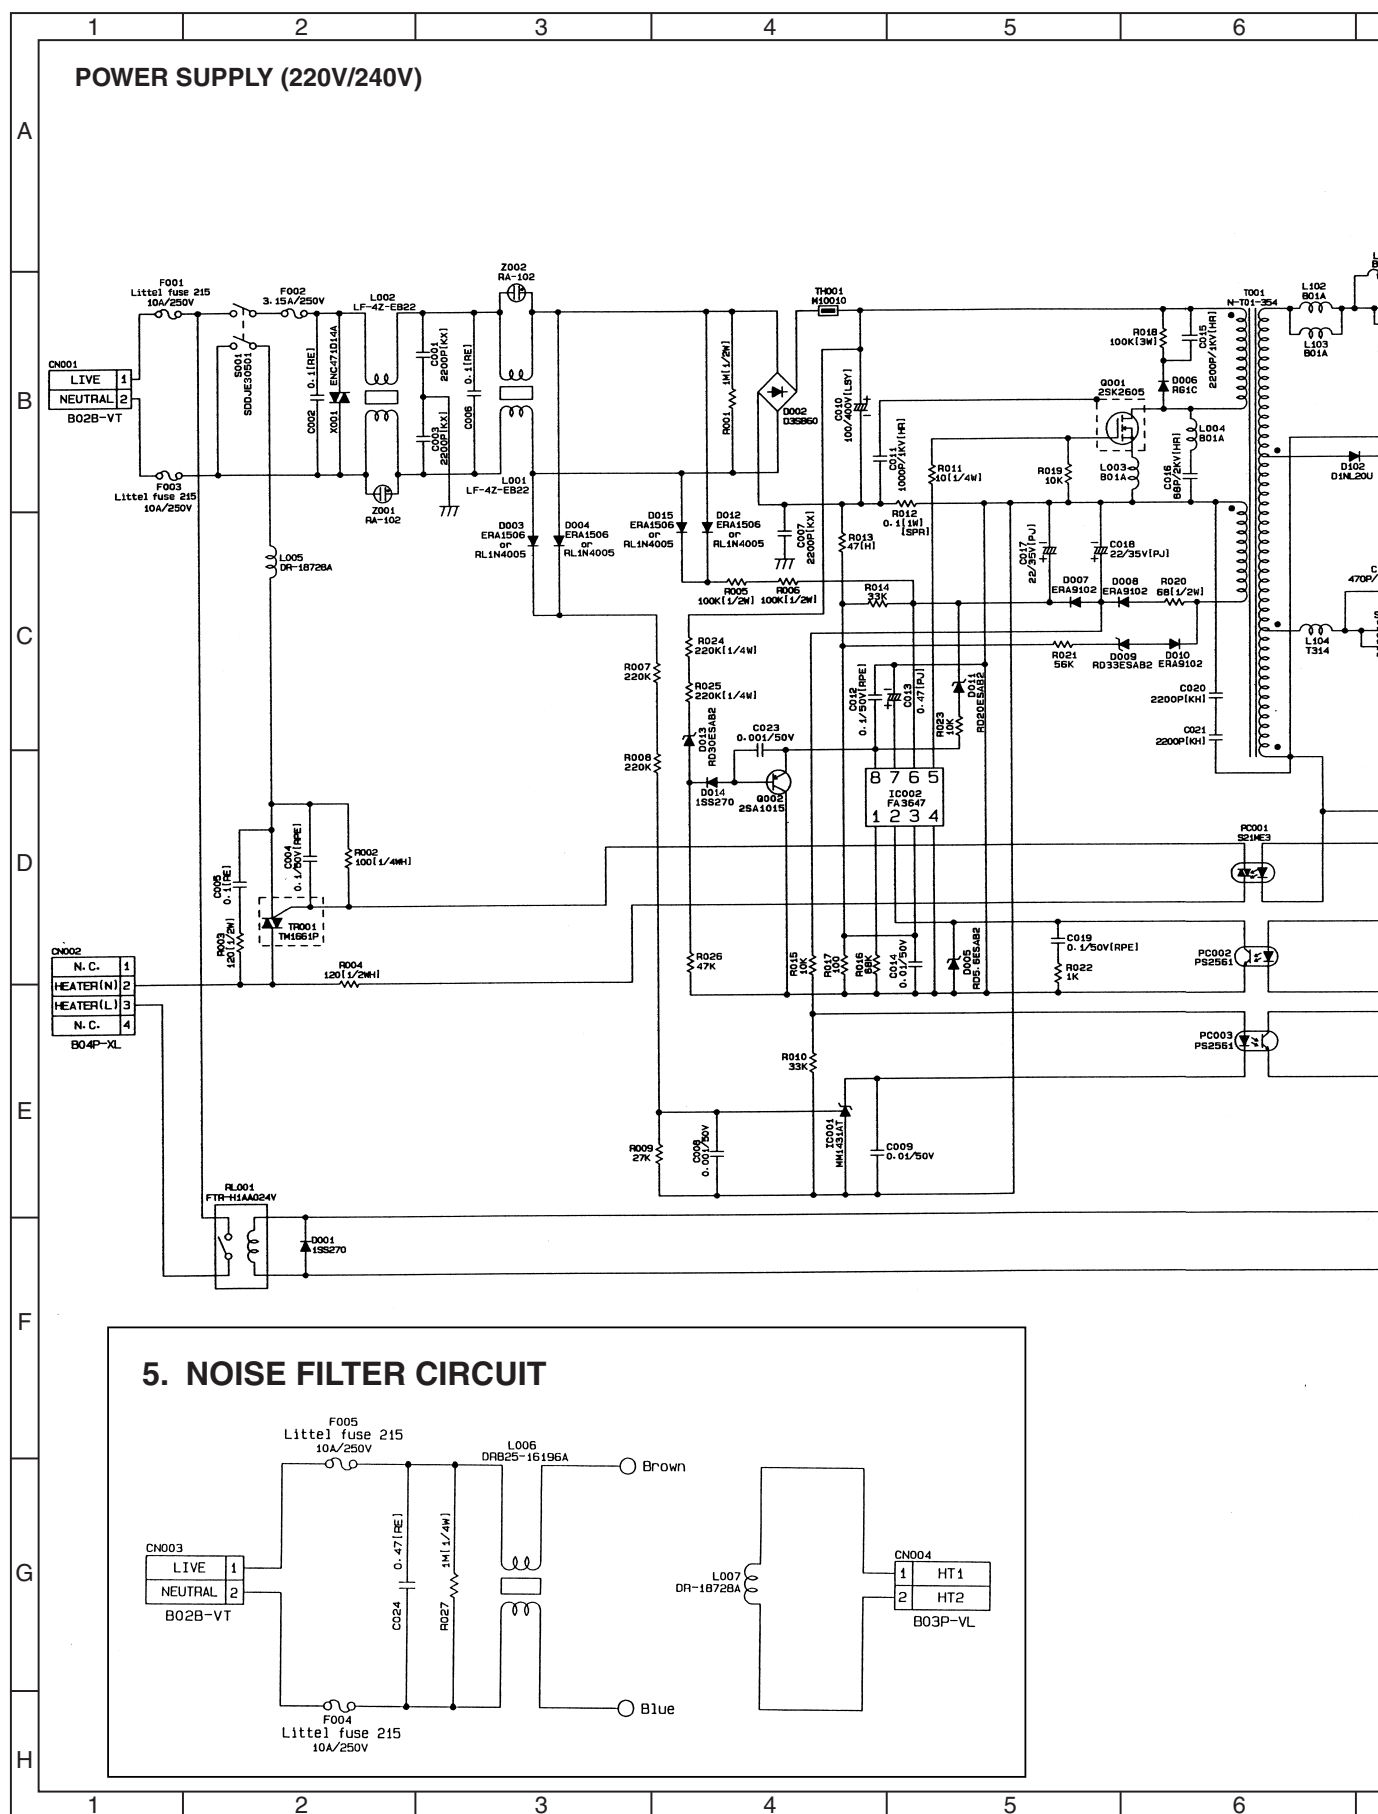 1 2 3 4 5 6
POWER SUPPLY (220V/240V)
A
B
C
D
E
F
G
H
F001
Littel fuse 215
10A/250V
F002
3.15A/250V
L002
LF-4Z-EB22
Z002
RA-102
TH001
M10010
T001
N-T01-354
L102
B01A
L103
B01A
CN001
LIVE 1
NEUTRAL 2
B02B-VT
S001
SDDJE30501
C002
0.1[RE]
X001
ENC471D14A
C001
2200P[KX]
C003
2200P[KX]
C006
0.1[RE]
R001
1M[1/2W]
D002
D3SB60
C010
100/400V[LSY]
C011
1000P/1KV[HR]
R018
100K[3W]
C015
2200P/1KV[HR]
D006
RG1C
Q001
2SK2605
L004
B01A
L003
B01A
C016
68P/2KV[HR]
R011
10[1/4W]
R019
10K
D102
D1NL20U
F003
Littel fuse 215
10A/250V
Z001
RA-102
L001
LF-4Z-EB22
R012
0.1[1W]
[SPR]
D003
ERA1506
or
RL1N4005
D004
ERA1506
or
RL1N4005
D015
ERA1506
or
RL1N4005
D012
ERA1506
or
RL1N4005
C007
2200P[KX]
R013
47[H]
C017
22/35V[PJ]
C018
22/35V[PJ]
L005
DR-18728A
R005
100K[1/2W]
R006
100K[1/2W]
R014
33K
D007
ERA9102
D008
ERA9102
R020
68[1/2W]
470P/
R024
220K[1/4W]
R007
220K
R025
220K[1/4W]
R021
56K
D009
RD33ESAB2
D010
ERA9102
L104
T314
C012
0.1/50V[RPE]
C013
0.47[PJ]
D011
RD20ESAB2
R023
10K
C020
2200P[KH]
C021
2200P[KH]
D013
RD30ESAB2
C023
0.001/50V
R008
220K
D014
1SS270
Q002
2SA1015
8 7 6 5
IC002
FA3647
1 2 3 4
PC001
S21ME3
C004
0.1/50V[RPE]
R002
100[1/4WH]
C005
0.1[RE]
R003
120[1/2W]
TR001
TM1661P
R004
120[1/2WH]
CN002
N.C. 1
HEATER(N) 2
HEATER(L) 3
N.C. 4
B04P-XL
R026
47K
R015
10K
R017
100
R016
68K
C014
0.01/50V
D005
RD5.6ESAB2
C019
0.1/50V[RPE]
R022
1K
PC002
PS2561
PC003
PS2561
R010
33K
R009
27K
C008
0.001/50V
IC001
MM1431AT
C009
0.01/50V
RL001
FTR-H1AA024V
D001
1SS270
5. NOISE FILTER CIRCUIT
F005
Littel fuse 215
10A/250V
L006
DRB25-16196A
Brown
CN003
LIVE 1
NEUTRAL 2
B02B-VT
C024
0.47[RE]
R027
1M[1/4W]
L007
DR-18728A
CN004
1 HT1
2 HT2
B03P-VL
F004
Littel fuse 215
10A/250V
Blue
1 2 3 4 5 6